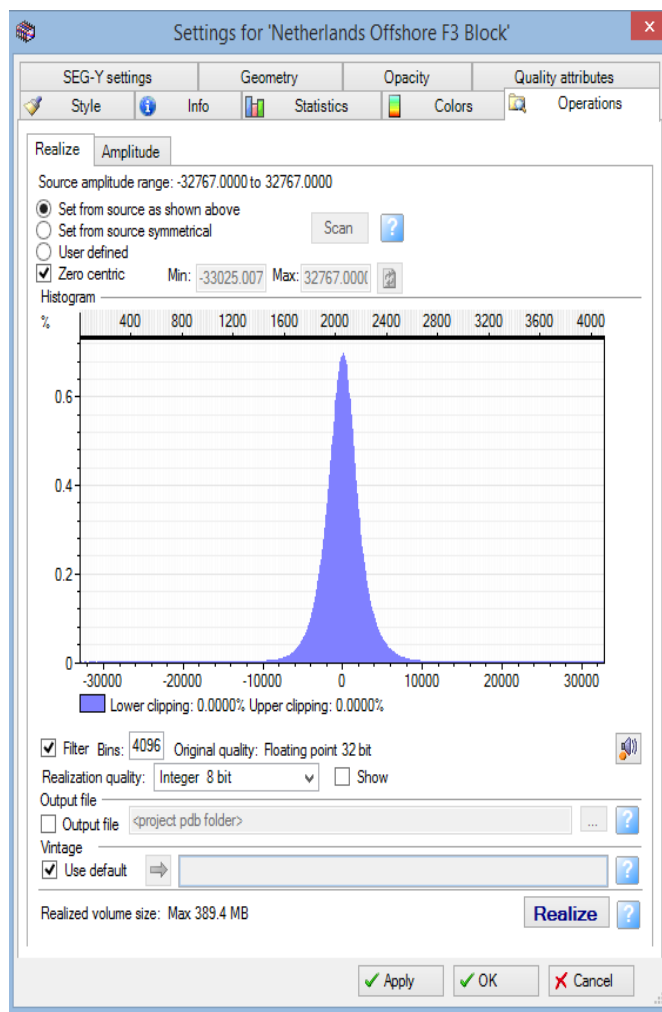 Settings for 'Netherlands Offshore F3 Block'
x
SEG-Y settings Geometry Opacity Quality attributes
Style Info Statistics Colors Operations
Realize Amplitude
Source amplitude range: -32767.0000 to 32767.0000
Set from source as shown above
Set from source symmetrical Scan ?
User defined
Zero centric Min: -33025.007 Max: 32767.000(
Histogram
% 400 800 1200 1600 2000 2400 2800 3200 3600 4000
0.6
0.4
0.2
0
-30000 -20000 -10000 0 10000 20000 30000
Lower clipping: 0.0000% Upper clipping: 0.0000%
Filter Bins: 4096 Original quality: Floating point 32 bit
Realization quality: Integer 8 bit Show
Output file
Output file <project pdb folder> ... ?
Vintage
Use default ?
Realized volume size: Max 389.4 MB Realize ?
Apply OK Cancel